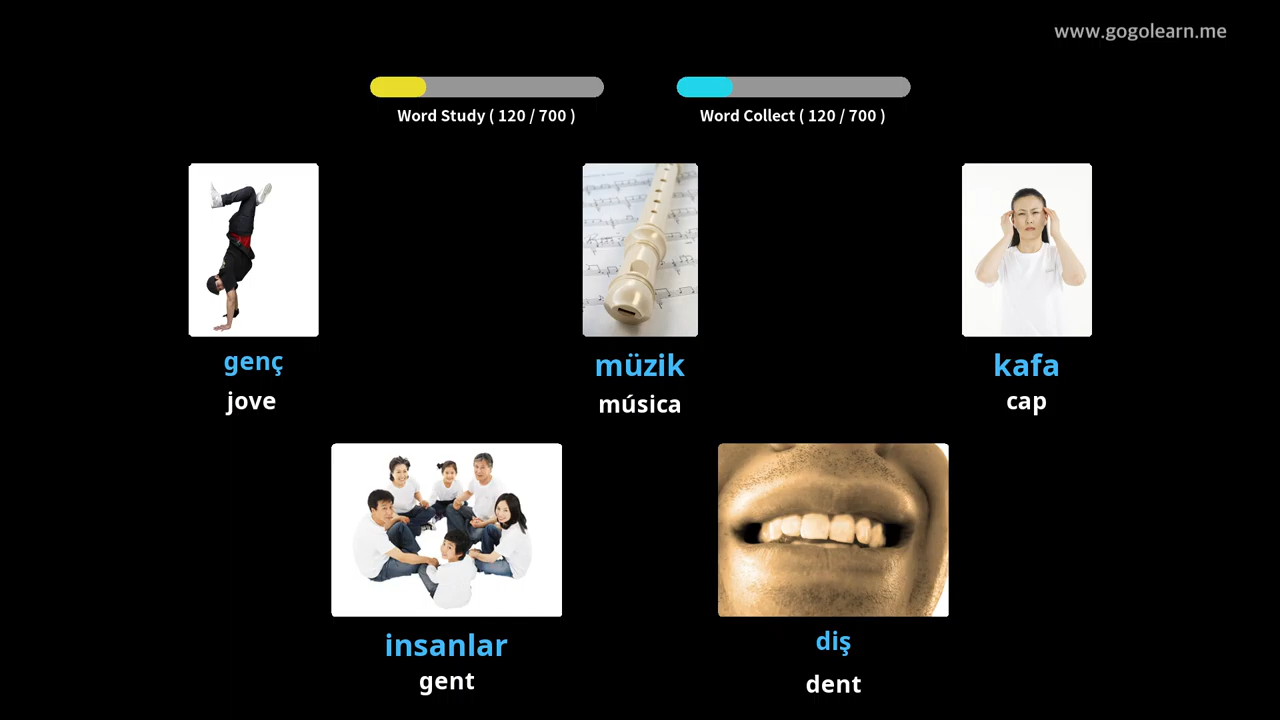 www.gogolearn.me
Word Study ( 120 / 700 )
Word Collect ( 120 / 700 )
genç
jove
müzik
música
kafa
cap
insanlar
gent
diş
dent